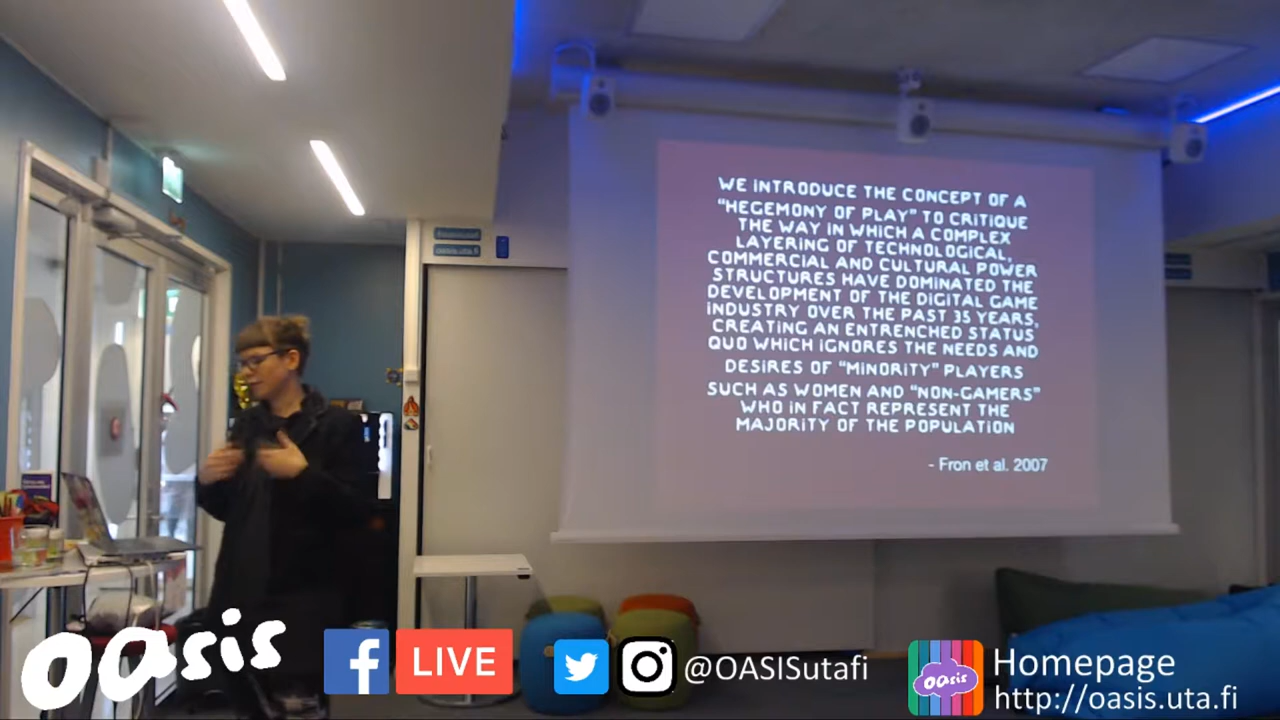 WE INTRODUCE THE CONCEPT OF A
"HEGEMONY OF PLAY" TO CRITIQUE
THE WAY IN WHICH A COMPLEX
LAYERING OF TECHNOLOGICAL,
COMMERCIAL AND CULTURAL POWER
STRUCTURES HAVE DOMINATED THE
DEVELOPMENT OF THE DIGITAL GAME
INDUSTRY OVER THE PAST 35 YEARS,
CREATING AN ENTRENCHED STATUS
QUO WHICH IGNORES THE NEEDS AND
DESIRES OF "MINORITY" PLAYERS
SUCH AS WOMEN AND "NON-GAMERS"
WHO IN FACT REPRESENT THE
MAJORITY OF THE POPULATION
- Fron et al. 2007
oasis.uta.fi
oasis
f LIVE
@OASISutafi
oasis
Homepage
http://oasis.uta.fi